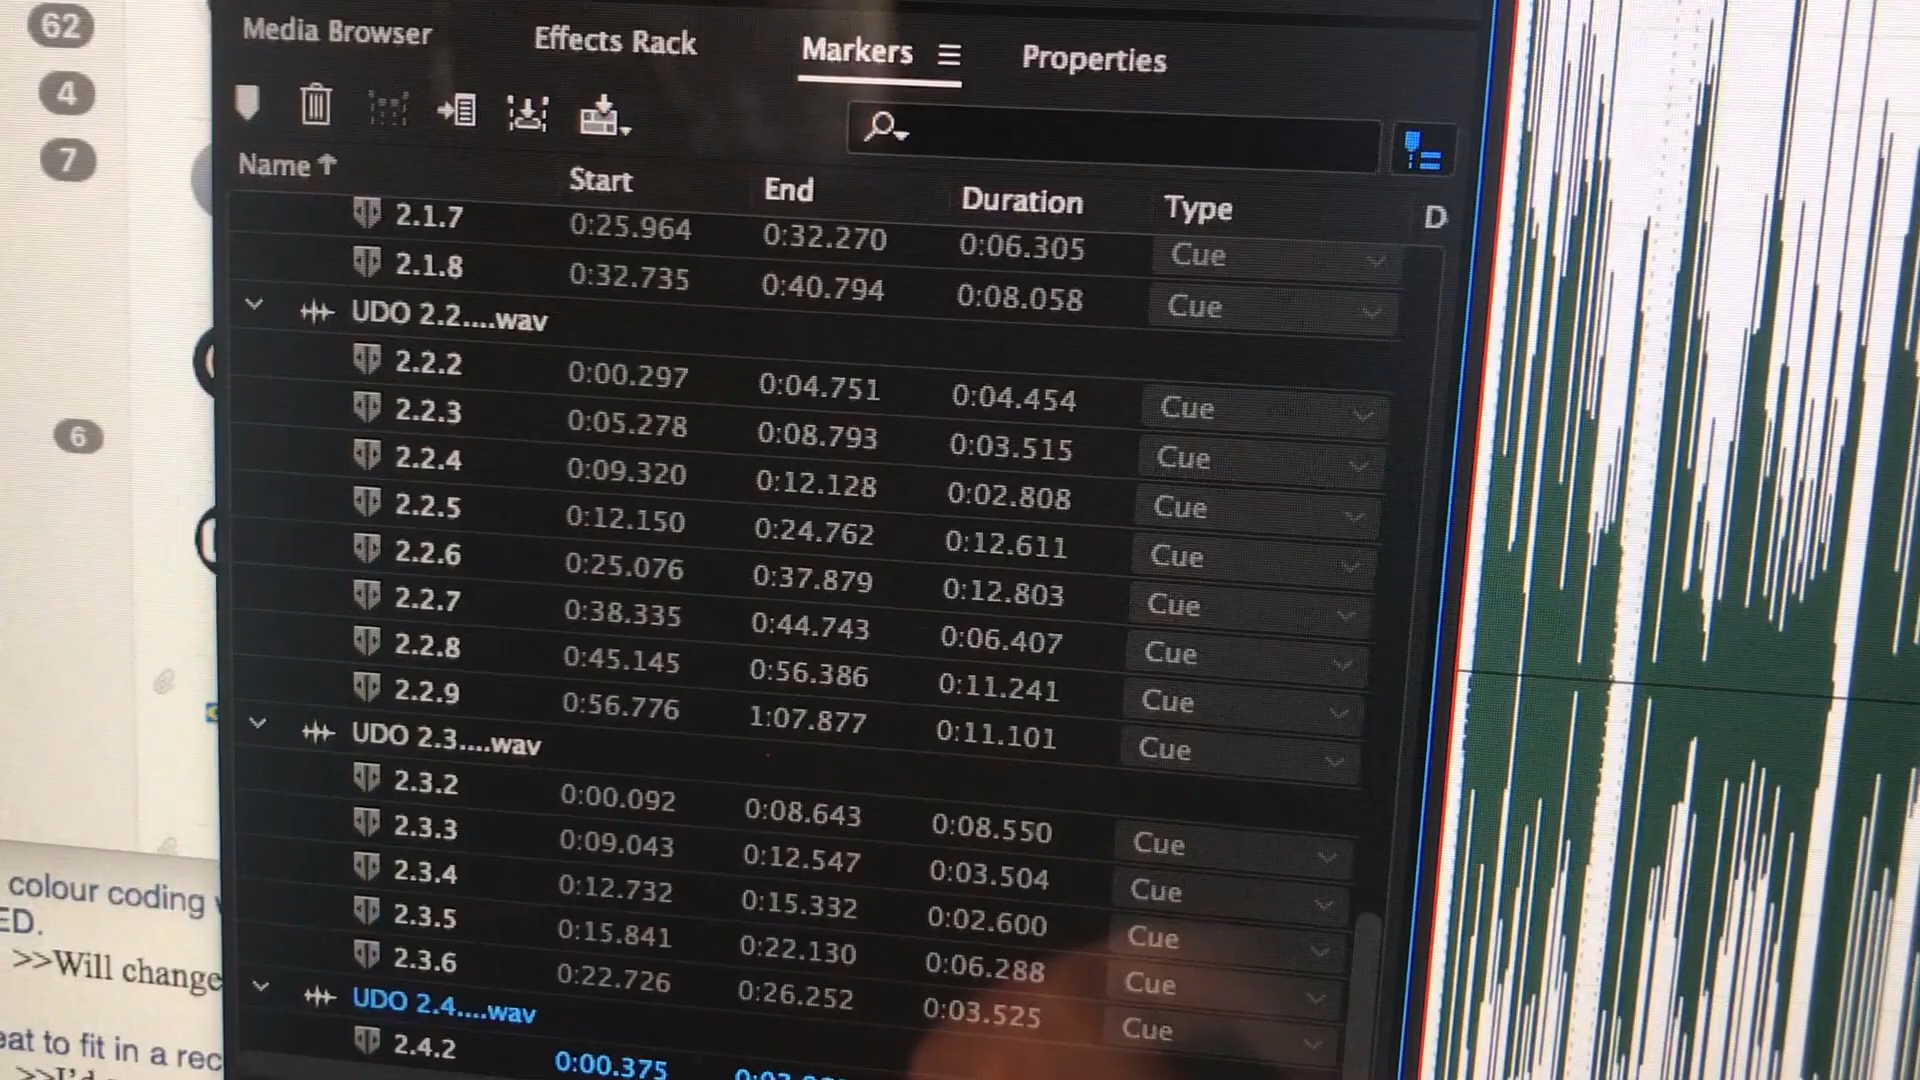 62
4
7
6
Media Browser Effects Rack Markers Properties
Name Start End Duration Type D
2.1.7 0:25.964 0:32.270 0:06.305 Cue
2.1.8 0:32.735 0:40.794 0:08.058 Cue
UDO 2.2....wav
2.2.2 0:00.297 0:04.751 0:04.454 Cue
2.2.3 0:05.278 0:08.793 0:03.515 Cue
2.2.4 0:09.320 0:12.128 0:02.808 Cue
2.2.5 0:12.150 0:24.762 0:12.611 Cue
2.2.6 0:25.076 0:37.879 0:12.803 Cue
2.2.7 0:38.335 0:44.743 0:06.407 Cue
2.2.8 0:45.145 0:56.386 0:11.241 Cue
2.2.9 0:56.776 1:07.877 0:11.101 Cue
UDO 2.3....wav
2.3.2 0:00.092 0:08.643 0:08.550 Cue
2.3.3 0:09.043 0:12.547 0:03.504 Cue
2.3.4 0:12.732 0:15.332 0:02.600 Cue
2.3.5 0:15.841 0:22.130 0:06.288 Cue
2.3.6 0:22.726 0:26.252 0:03.525 Cue
UDO 2.4....wav
2.4.2 0:00.375
colour coding
ED.
>>Will change
eat to fit in a rec
>>I'd